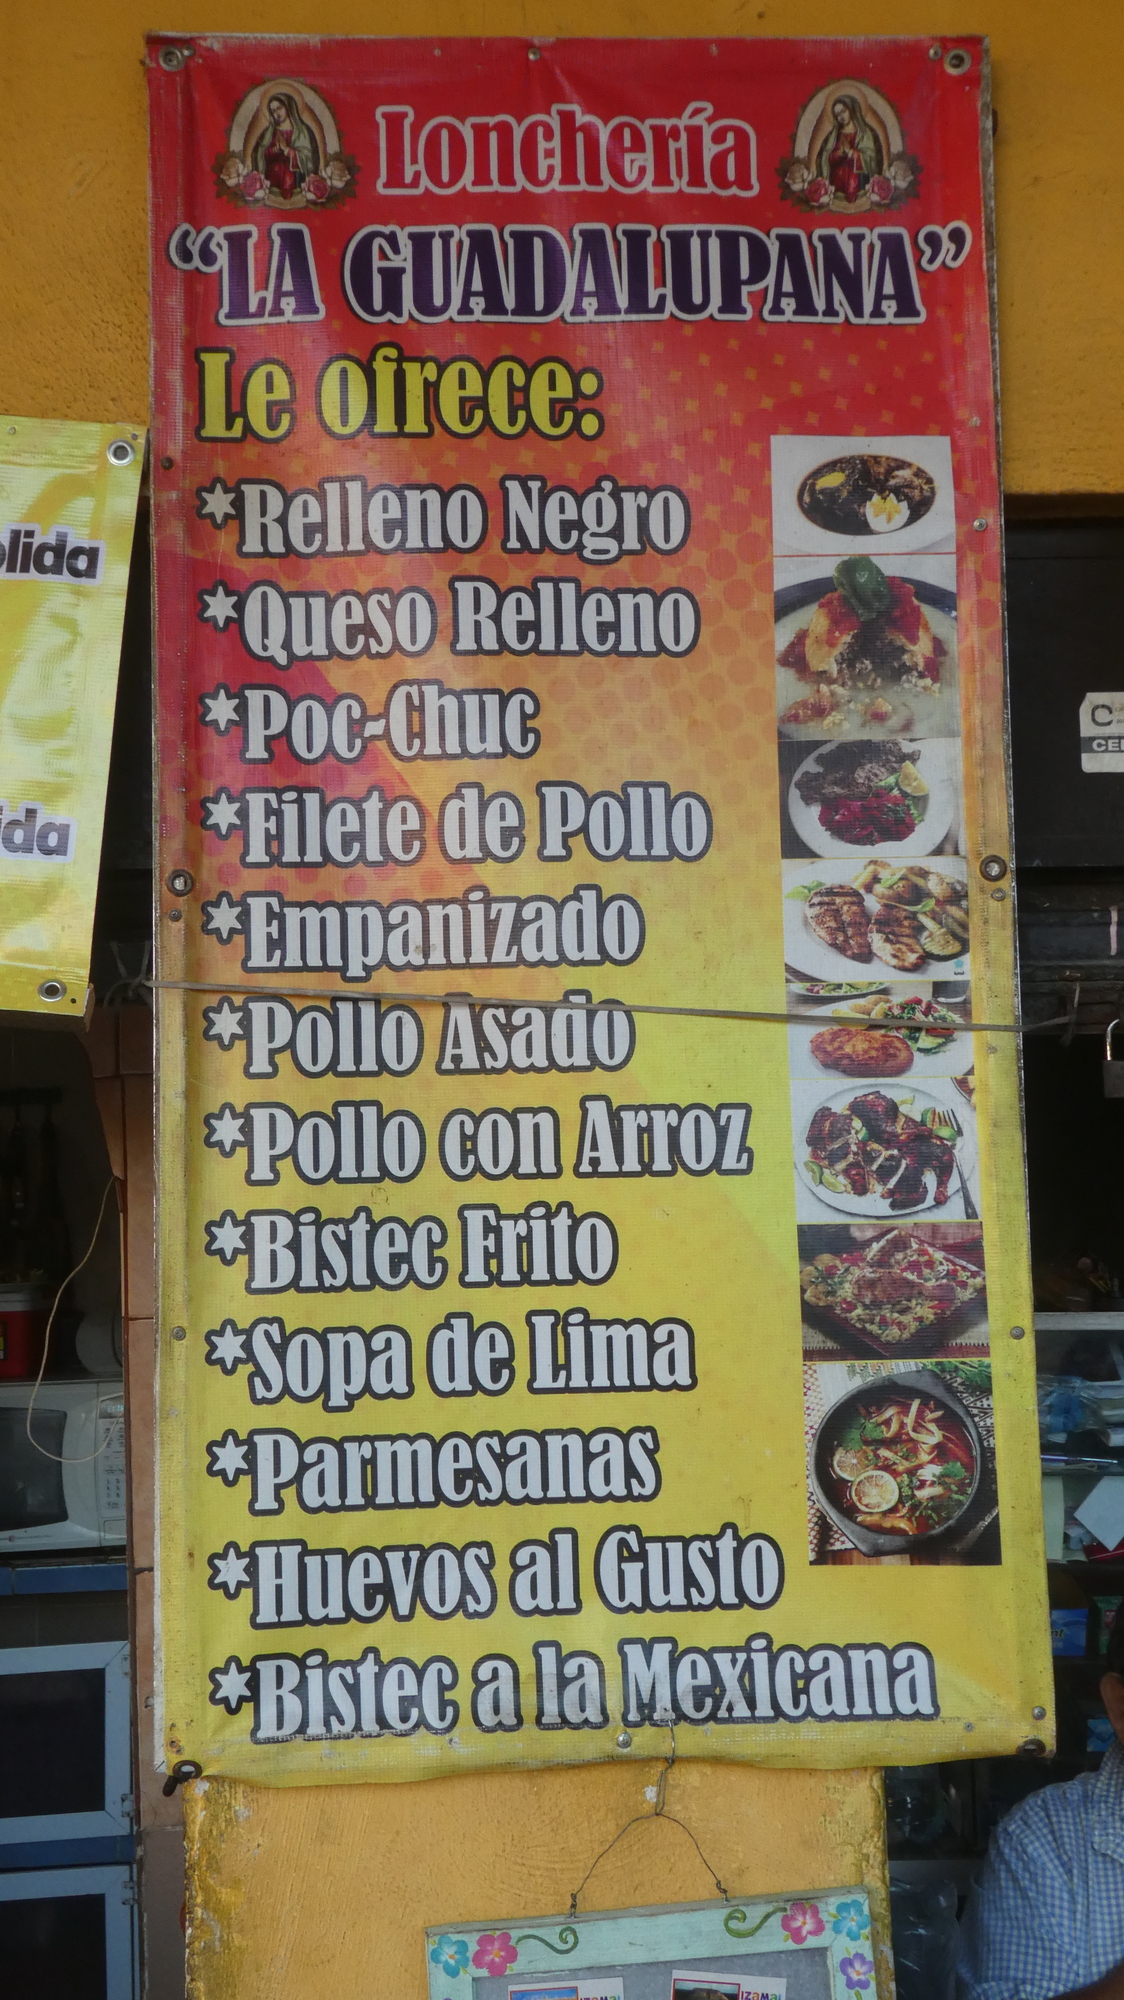 Lonchería
"LA GUADALUPANA"
Le ofrece:
*Relleno Negro
*Queso Relleno
*Poc-Chuc
*Filete de Pollo
*Empanizado
*Pollo Asado
*Pollo con Arroz
*Bistec Frito
*Sopa de Lima
*Parmesanas
*Huevos al Gusto
*Bistec a la Mexicana
IZAMAL